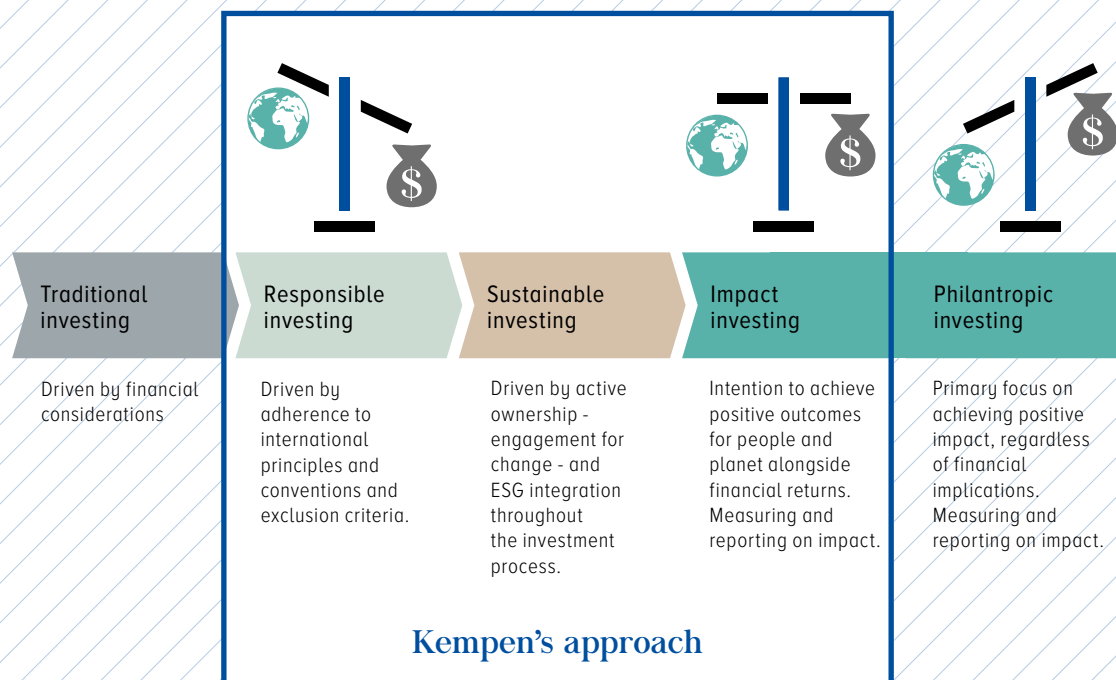 $
$
$
Traditional
investing
Responsible
investing
Sustainable
investing
Impact
investing
Philantropic
investing
Driven by financial
considerations
Driven by
adherence to
international
principles and
conventions and
exclusion criteria.
Driven by active
ownership -
engagement for
change - and
ESG integration
throughout
the investment
process.
Intention to achieve
positive outcomes
for people and
planet alongside
financial returns.
Measuring and
reporting on impact.
Primary focus on
achieving positive
impact, regardless
of financial
implications.
Measuring and
reporting on impact.
Kempen's approach